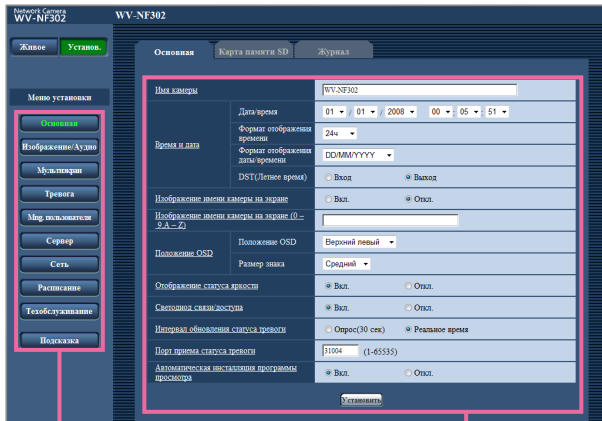 Network Camera
WV-NF302
WV-NF302
Живое
Установ.
Основная
Карта памяти SD
Журнал
Меню установки
Основная
Изображение/Аудио
Мультиэкран
Тревога
Mng. пользователя
Сервер
Сеть
Расписание
Техобслуживание
Подсказка
Имя камеры
WV-NF302
Время и дата
Дата/время
01 / 01 / 2008 00 : 05 : 51
Формат отображения
времени
24ч
Формат отображения
даты/времени
DD/MM/YYYY
DST(Летнее время)
Вход
Выход
Изображение имени камеры на экране
Вкл.
Откл.
Изображение имени камеры на экране (0 –
9,A – Z)
Положение OSD
Положение OSD
Верхний левый
Размер знака
Средний
Отображение статуса яркости
Вкл.
Откл.
Светодиод связи/доступа
Вкл.
Откл.
Интервал обновления статуса тревоги
Опрос(30 сек)
Реальное время
Порт приема статуса тревоги
31004 (1-65535)
Автоматическая инсталляция программы
просмотра
Вкл.
Откл.
Установить